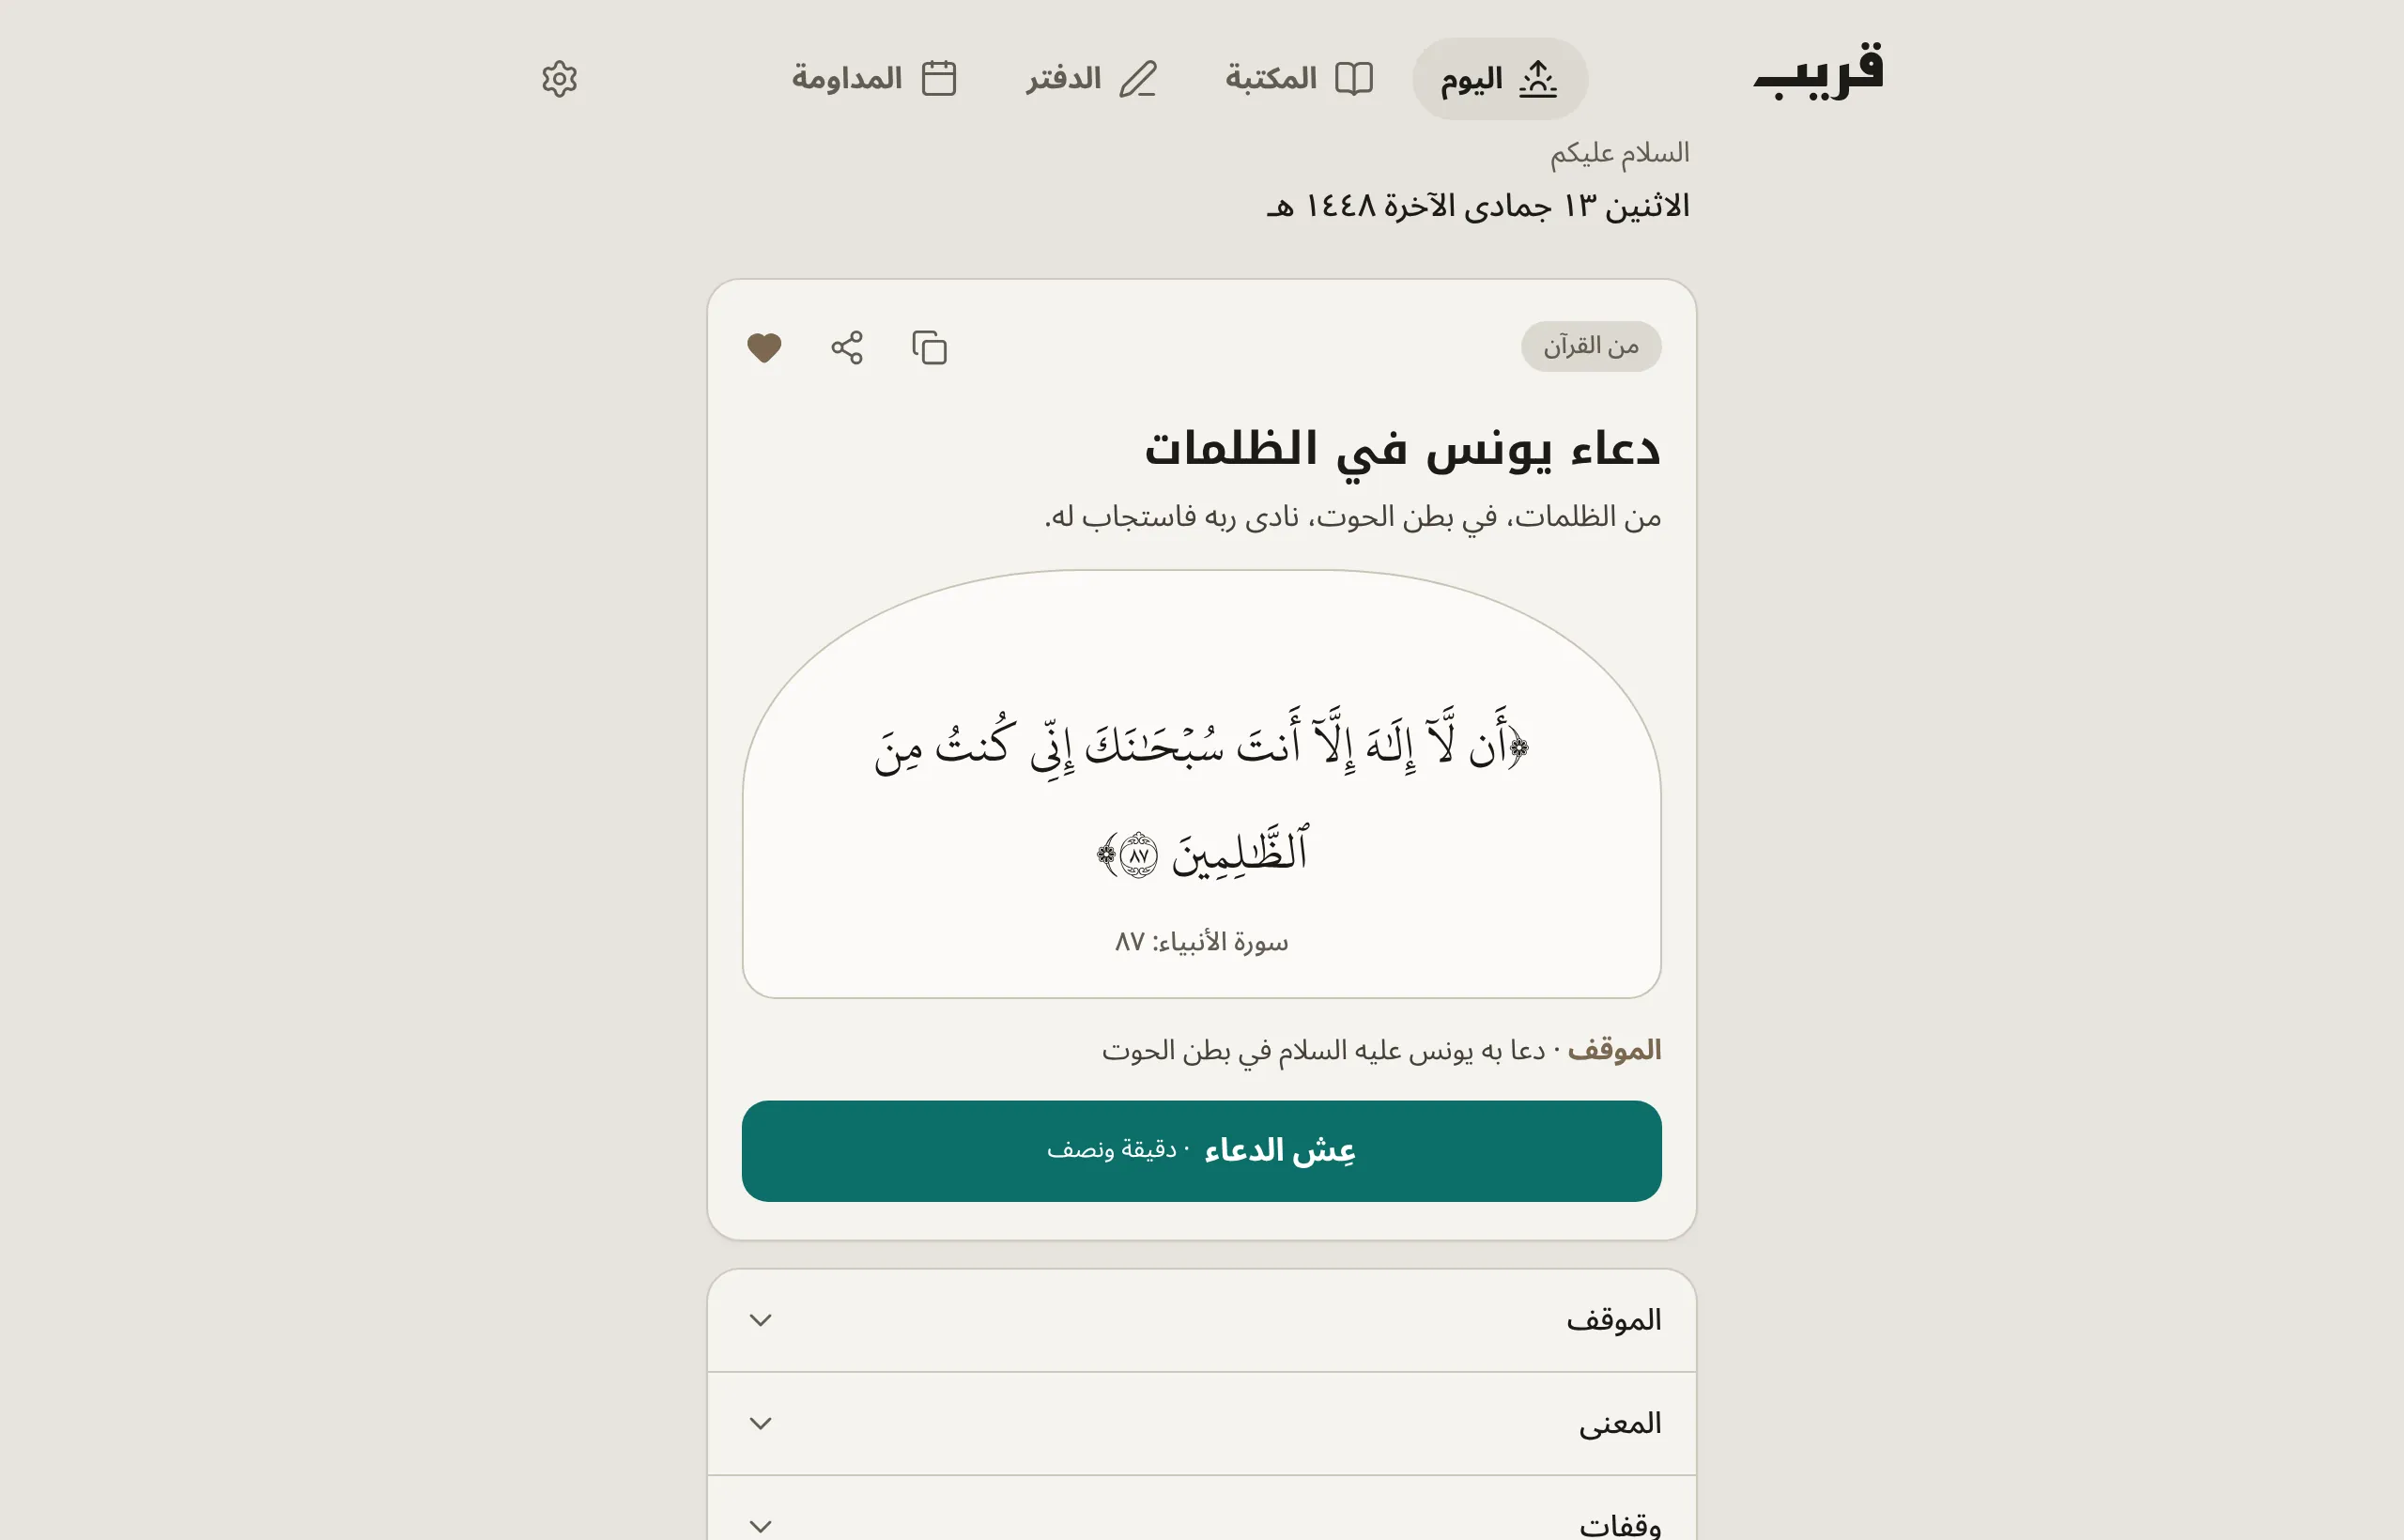 قريب
اليوم
المكتبة
الدفتر
المداومة
السلام عليكم
الاثنين ١٣ جمادى الآخرة ١٤٤٨ هـ
من القرآن
دعاء يونس في الظلمات
من الظلمات، في بطن الحوت، نادى ربه فاستجاب له.
﴿أَن لَّآ إِلَـٰهَ إِلَّآ أَنتَ سُبْحَـٰنَكَ إِنِّى كُنتُ مِنَ
ٱلظَّـٰلِمِينَ ٨٧﴾
سورة الأنبياء: ٨٧
الموقف · دعا به يونس عليه السلام في بطن الحوت
عِش الدعاء · دقيقة ونصف
الموقف
المعنى
وقفات